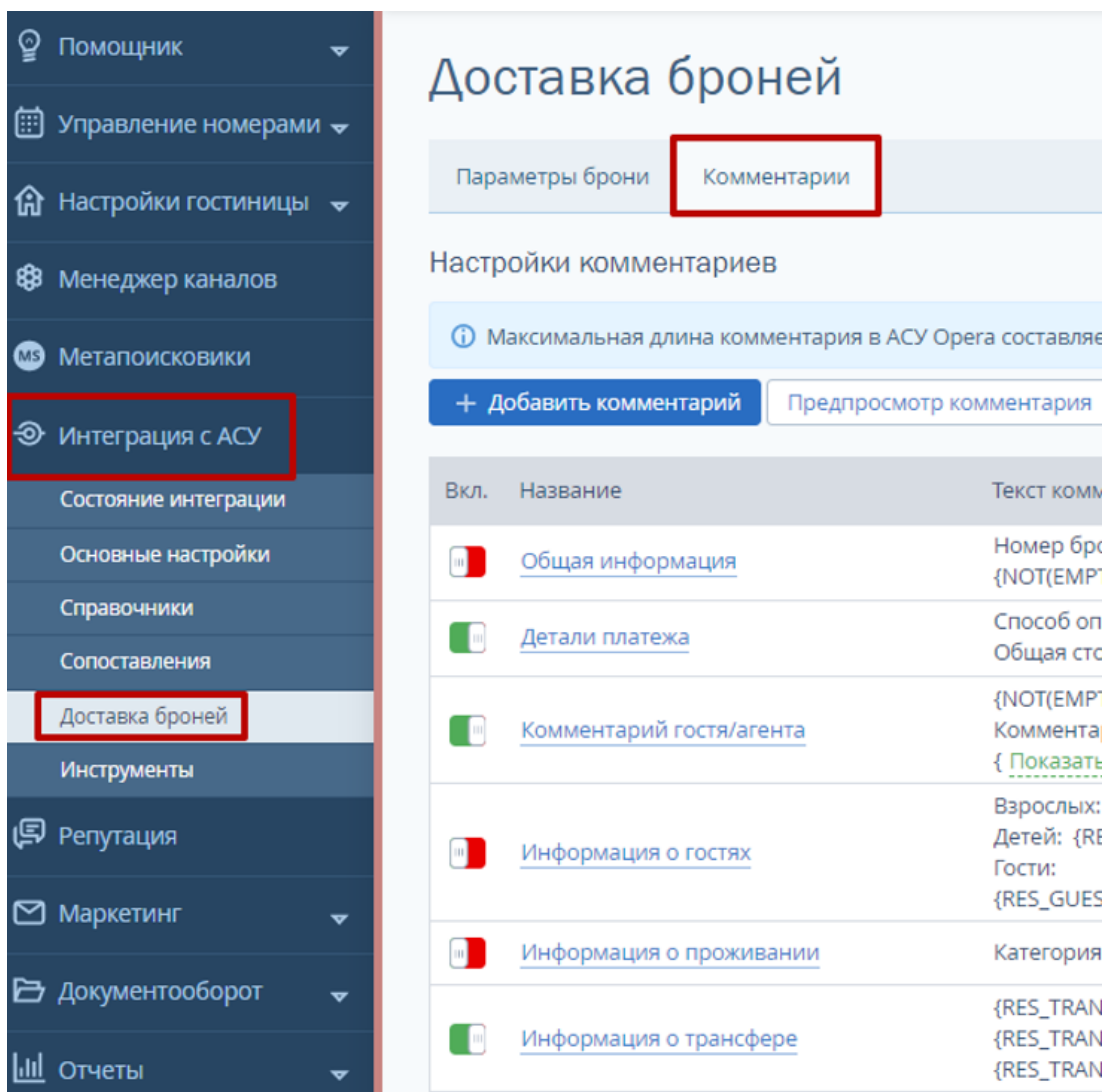 Помощник
Управление номерами
Настройки гостиницы
Менеджер каналов
MS Метапоисковики
Интеграция с АСУ
Состояние интеграции
Основные настройки
Справочники
Сопоставления
Доставка броней
Инструменты
Репутация
Маркетинг
Документооборот
Отчеты
Доставка броней
Параметры брони Комментарии
Настройки комментариев
Максимальная длина комментария в АСУ Opera составляе
+ Добавить комментарий Предпросмотр комментария
Вкл. Название Текст комм
Общая информация
Номер бро
{NOT(EMPT
Детали платежа
Способ оп
Общая сто
Комментарий гостя/агента
{NOT(EMPT
Комментар
{ Показать
Информация о гостях
Взрослых:
Детей: {RE
Гости:
{RES_GUES
Информация о проживании
Категория
Информация о трансфере
{RES_TRAN
{RES_TRAN
{RES_TRAN